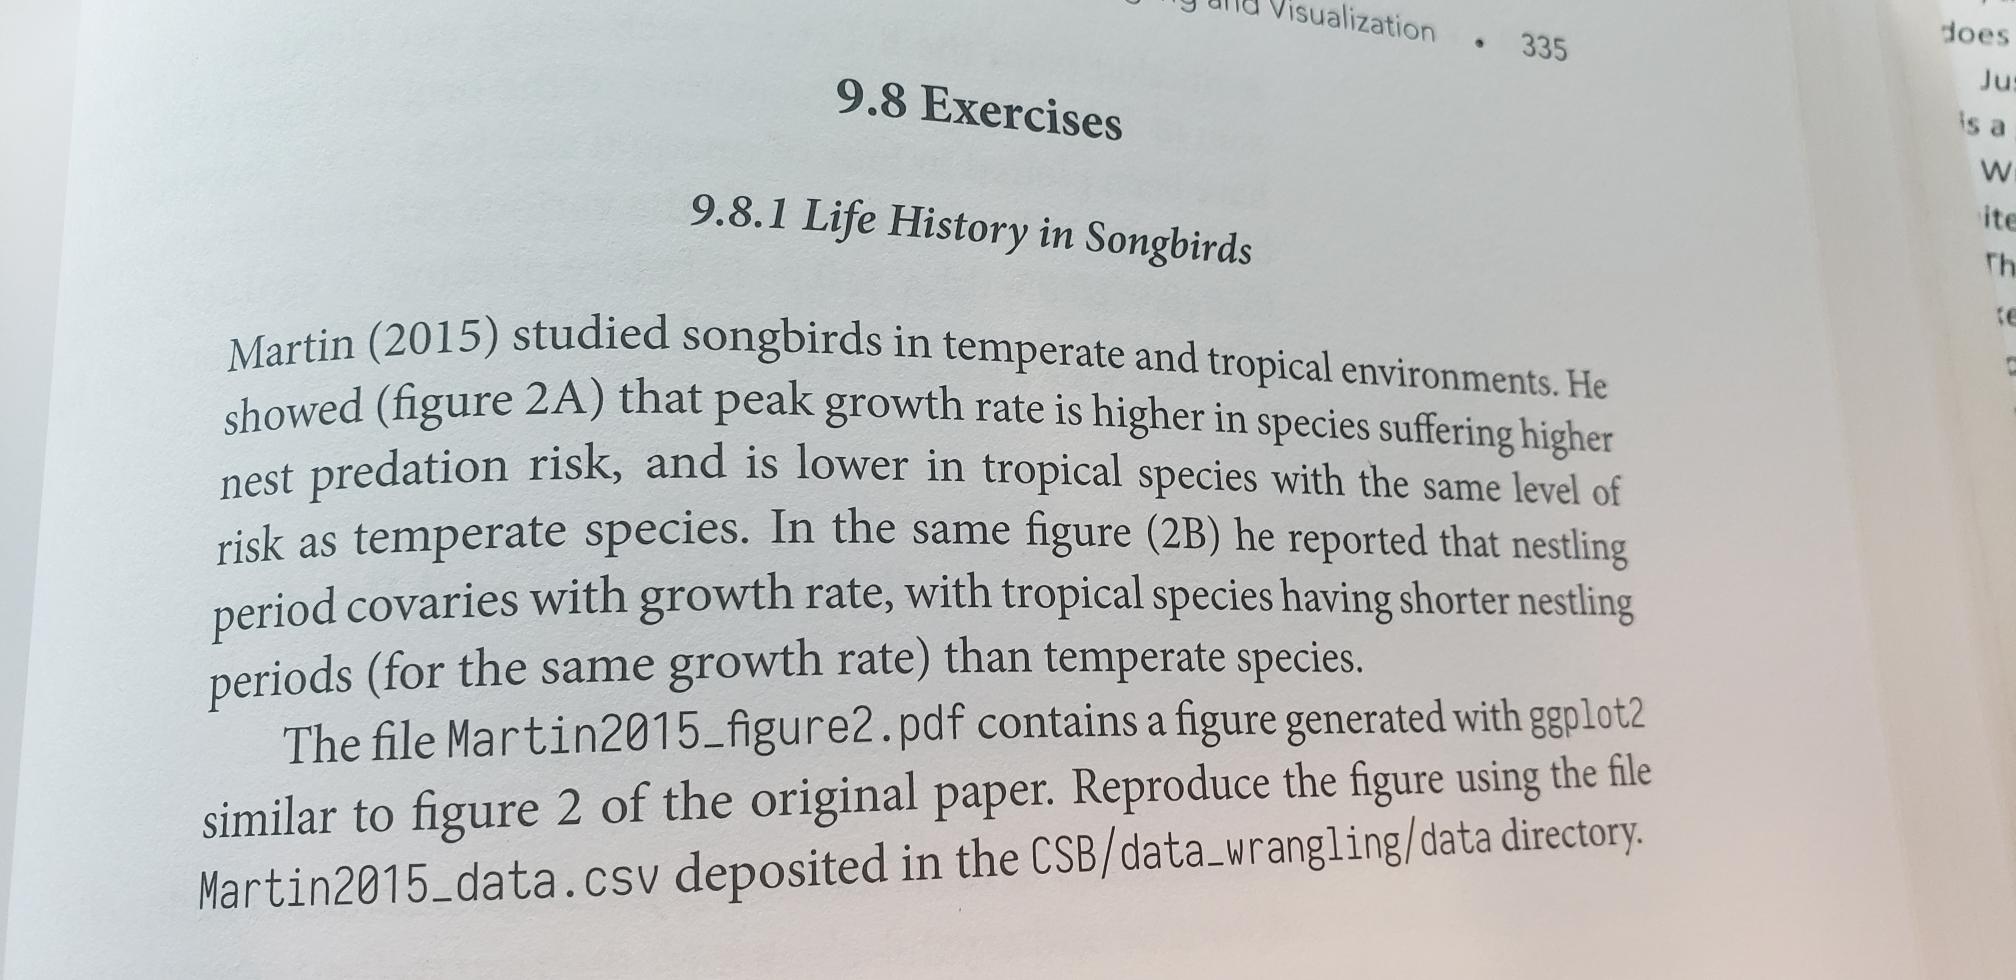 and Visualization • 335
9.8 Exercises
9.8.1 Life History in Songbirds
Martin (2015) studied songbirds in temperate and tropical environments. He
showed (figure 2A) that peak growth rate is higher in species suffering higher
nest predation risk, and is lower in tropical species with the same level of
risk as temperate species. In the same figure (2B) he reported that nestling
period covaries with growth rate, with tropical species having shorter nestling
periods (for the same growth rate) than temperate species.
The file Martin2015_figure2.pdf contains a figure generated with ggplot2
similar to figure 2 of the original paper. Reproduce the figure using the file
Martin2015_data.csv deposited in the CSB/data_wrangling/data directory.
does
is a